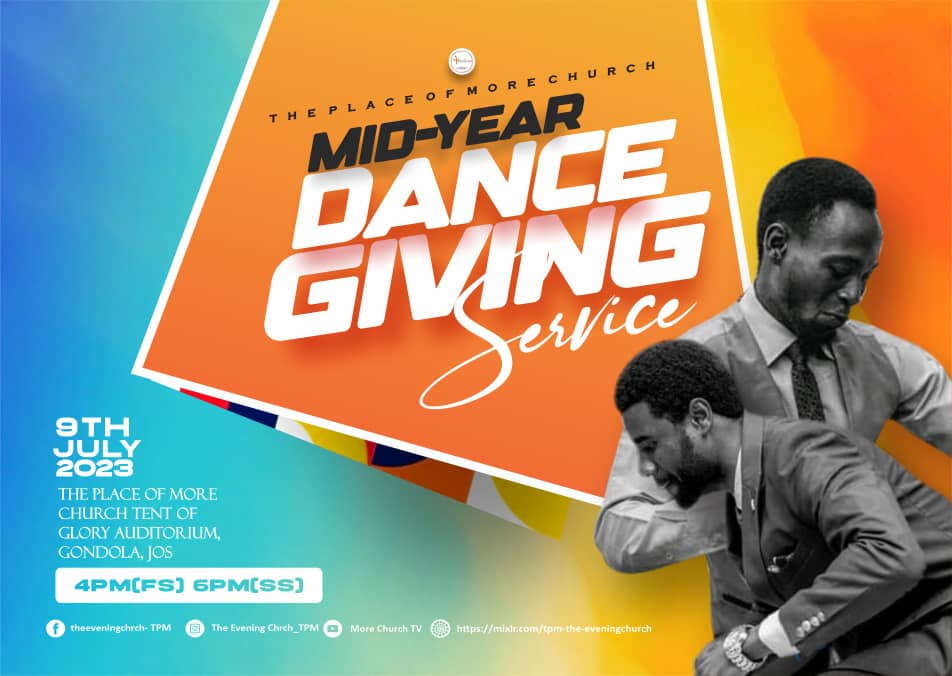 THE PLACE OF MORE CHURCH
MID-YEAR
DANCE
GIVING
Service
9TH
JULY
2023
THE PLACE OF MORE
CHURCH TENT OF
GLORY AUDITORIUM,
GONDOLA, JOS
4PM(FS) 6PM(SS)
theeveningchrch- TPM The Evening Chrch_TPM More Church TV https://mixlr.com/tpm-the-eveningchurch